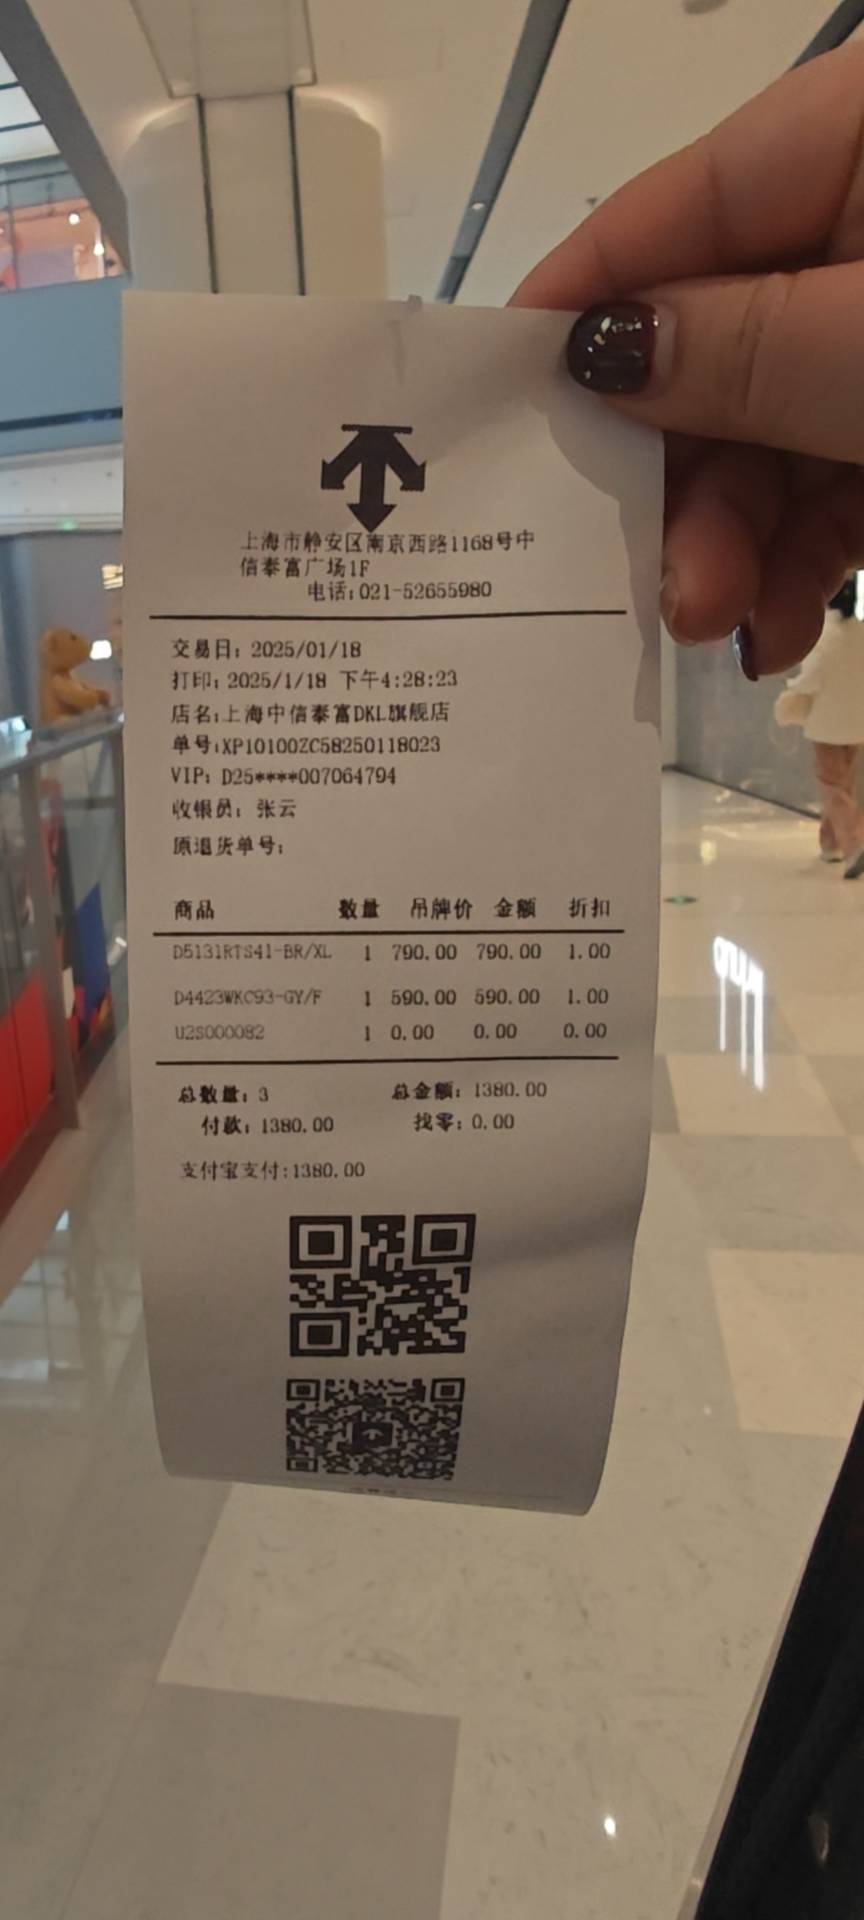 上海市静安区南京西路1168号中
信泰富广场1F
电话:021-52655980
交易日: 2025/01/18
打印: 2025/1/18 下午4:28:23
店名:上海中信泰富DKL旗舰店
单号:XP10100ZC58250118023
VIP: D25****007064794
收银员: 张云
原退货单号:
商品 数量 吊牌价 金额 折扣
D5131RTS41-BR/XL 1 790.00 790.00 1.00
D4423WKC93-GY/F 1 590.00 590.00 1.00
U2S000082 1 0.00 0.00 0.00
总数量: 3 总金额: 1380.00
付款: 1380.00 找零: 0.00
支付宝支付:1380.00